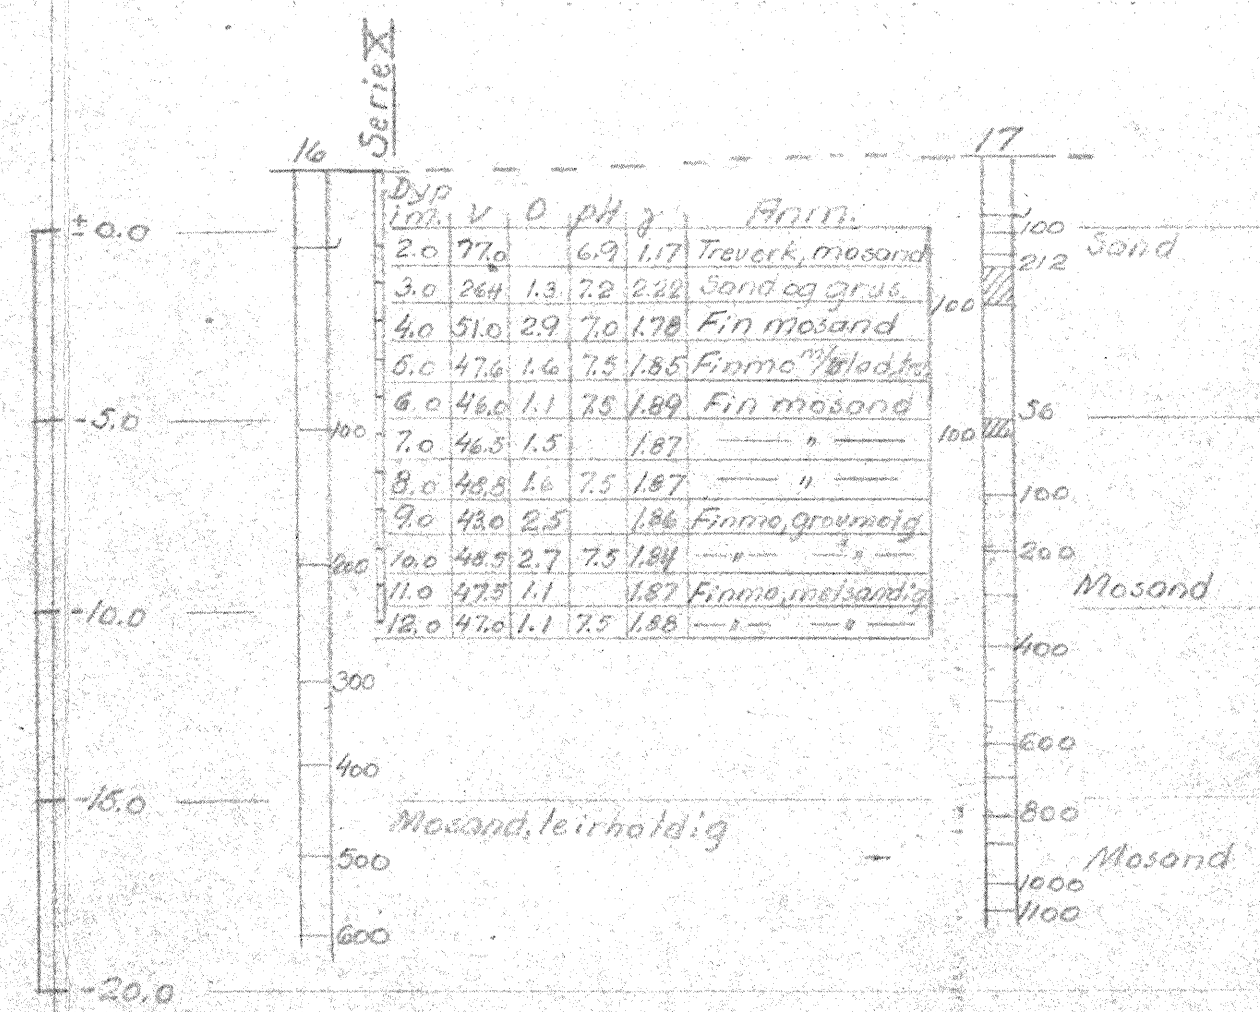 Serie X
16
17
Dyp i.m. v O pH γ Anm.
2.0 77.0 6.9 1.17 Treverk, mosand
3.0 26.4 1.3 7.2 2.22 Sand og grus
4.0 51.0 2.9 7.0 1.78 Fin mosand
5.0 47.6 1.6 7.5 1.85 Finmo m/
6.0 46.0 1.1 7.5 1.89 Fin mosand
7.0 46.5 1.5 1.87 — " —
8.0 48.8 1.6 7.5 1.87 — " —
9.0 43.0 2.5 1.86 Finmo, grovmoig
10.0 48.5 2.7 7.5 1.84 — " — — " —
11.0 47.5 1.1 1.87 Finmo, melsandig
12.0 47.0 1.1 7.5 1.88 — " — — " —
± 0.0
-5.0
-10.0
-15.0
-20.0
100
200
300
400
500
600
Mosand, leirholdig
100
212
100
56
100
100
200
400
600
800
1000
1100
Sand
Mosand
Mosand